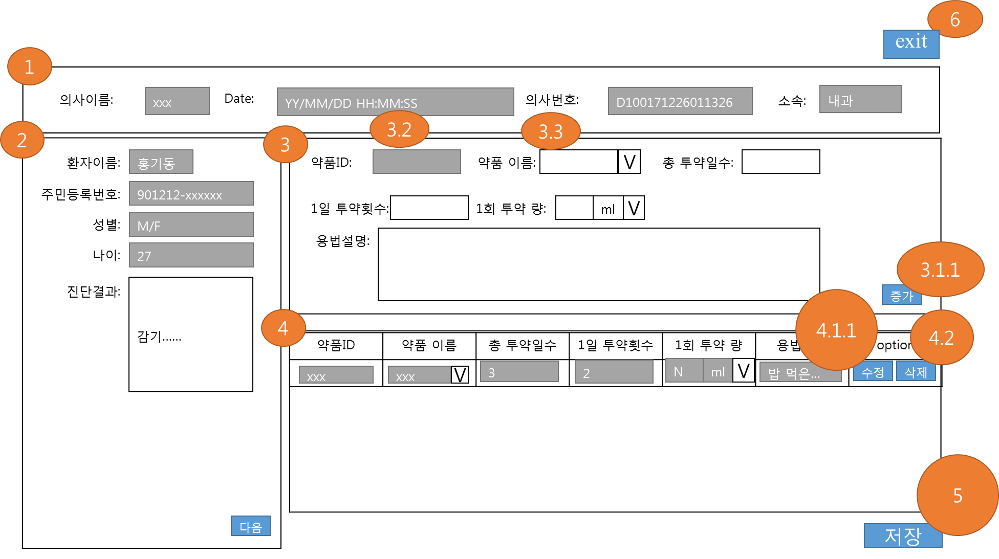 6
exit
1
의사이름: xxx Date: YY/MM/DD HH:MM:SS 의사번호: D100171226011326 소속: 내과
2
3
3.2
3.3
환자이름: 홍기동
주민등록번호: 901212-xxxxxx
성별: M/F
나이: 27
진단결과:
감기......
다음
약품ID: 약품 이름: V 총 투약일수:
1일 투약횟수: 1회 투약 량: ml V
용법설명:
3.1.1
증가
4
4.1.1
4.2
약품ID 약품 이름 총 투약일수 1일 투약횟수 1회 투약 량 용법 option
xxx xxx V 3 2 N ml V 밥 먹은... 수정 삭제
5
저장